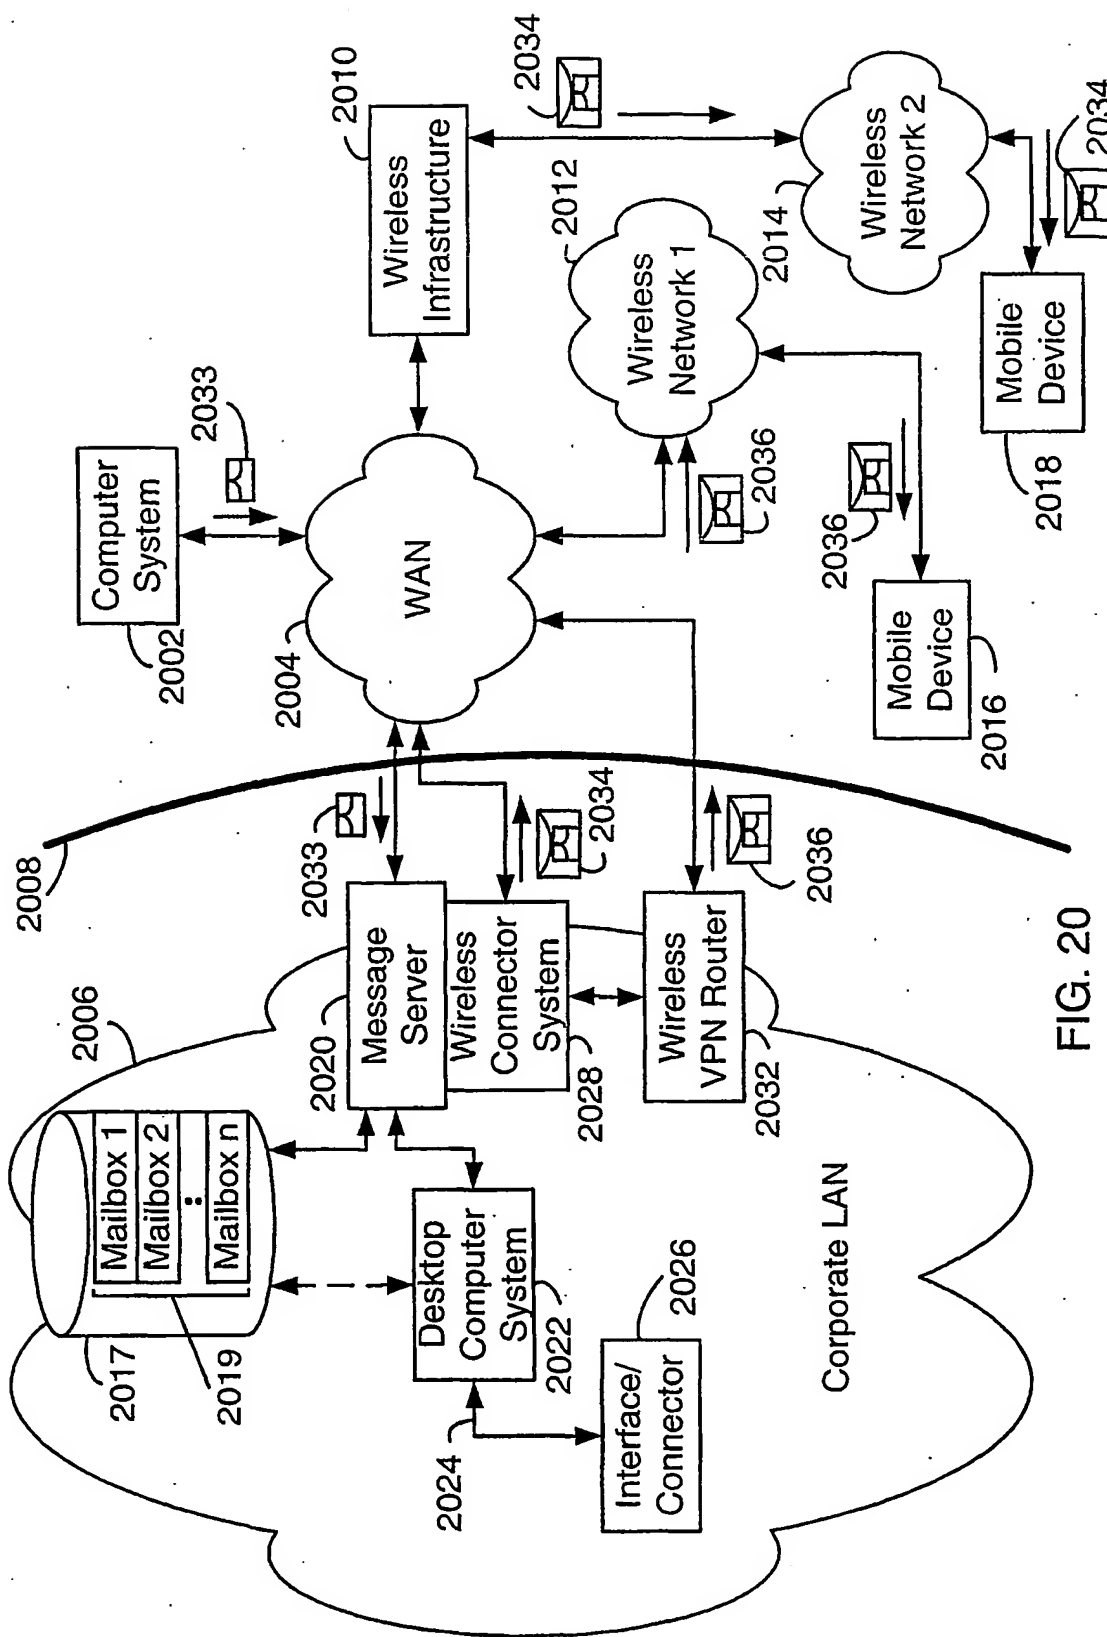 2017
2019
Mailbox 1
Mailbox 2
Mailbox n
2006
2008
2002
Computer
System
2033
2010
Wireless
Infrastructure
2034
2020
Message
Server
2033
2004
WAN
2024
Desktop
Computer
System
2022
Wireless
Connector
System
2028
2034
2012
Wireless
Network 1
2036
2026
Interface/
Connector
Wireless
VPN Router
2032
2036
2014
Wireless
Network 2
2036
Mobile
Device
2016
2018
Mobile
Device
2034
Corporate LAN
FIG. 20